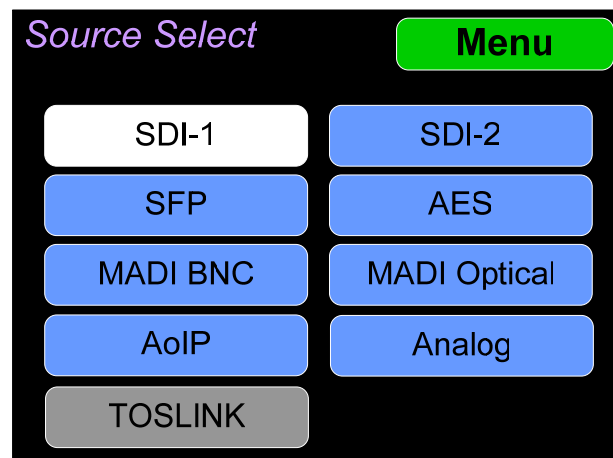 Source Select
Menu
SDI-1
SDI-2
SFP
AES
MADI BNC
MADI Optical
AoIP
Analog
TOSLINK